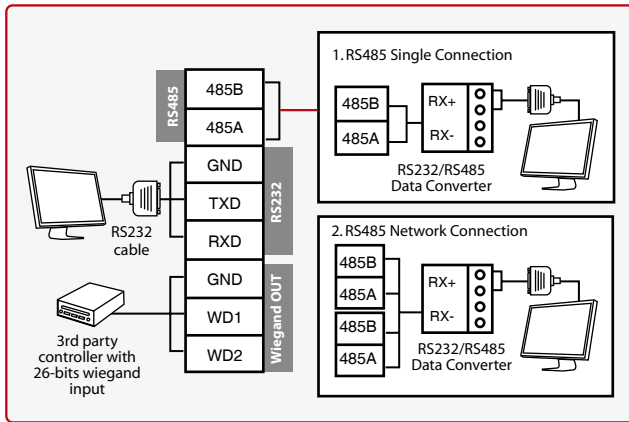 RS485
485B
485A
GND
TXD
RXD
RS232
GND
WD1
WD2
Wiegand OUT
RS232
cable
3rd party
controller with
26-bits wiegand
input
1. RS485 Single Connection
485B
485A
RX+
RX-
RS232/RS485
Data Converter
2. RS485 Network Connection
485B
485A
485B
485A
RX+
RX-
RS232/RS485
Data Converter